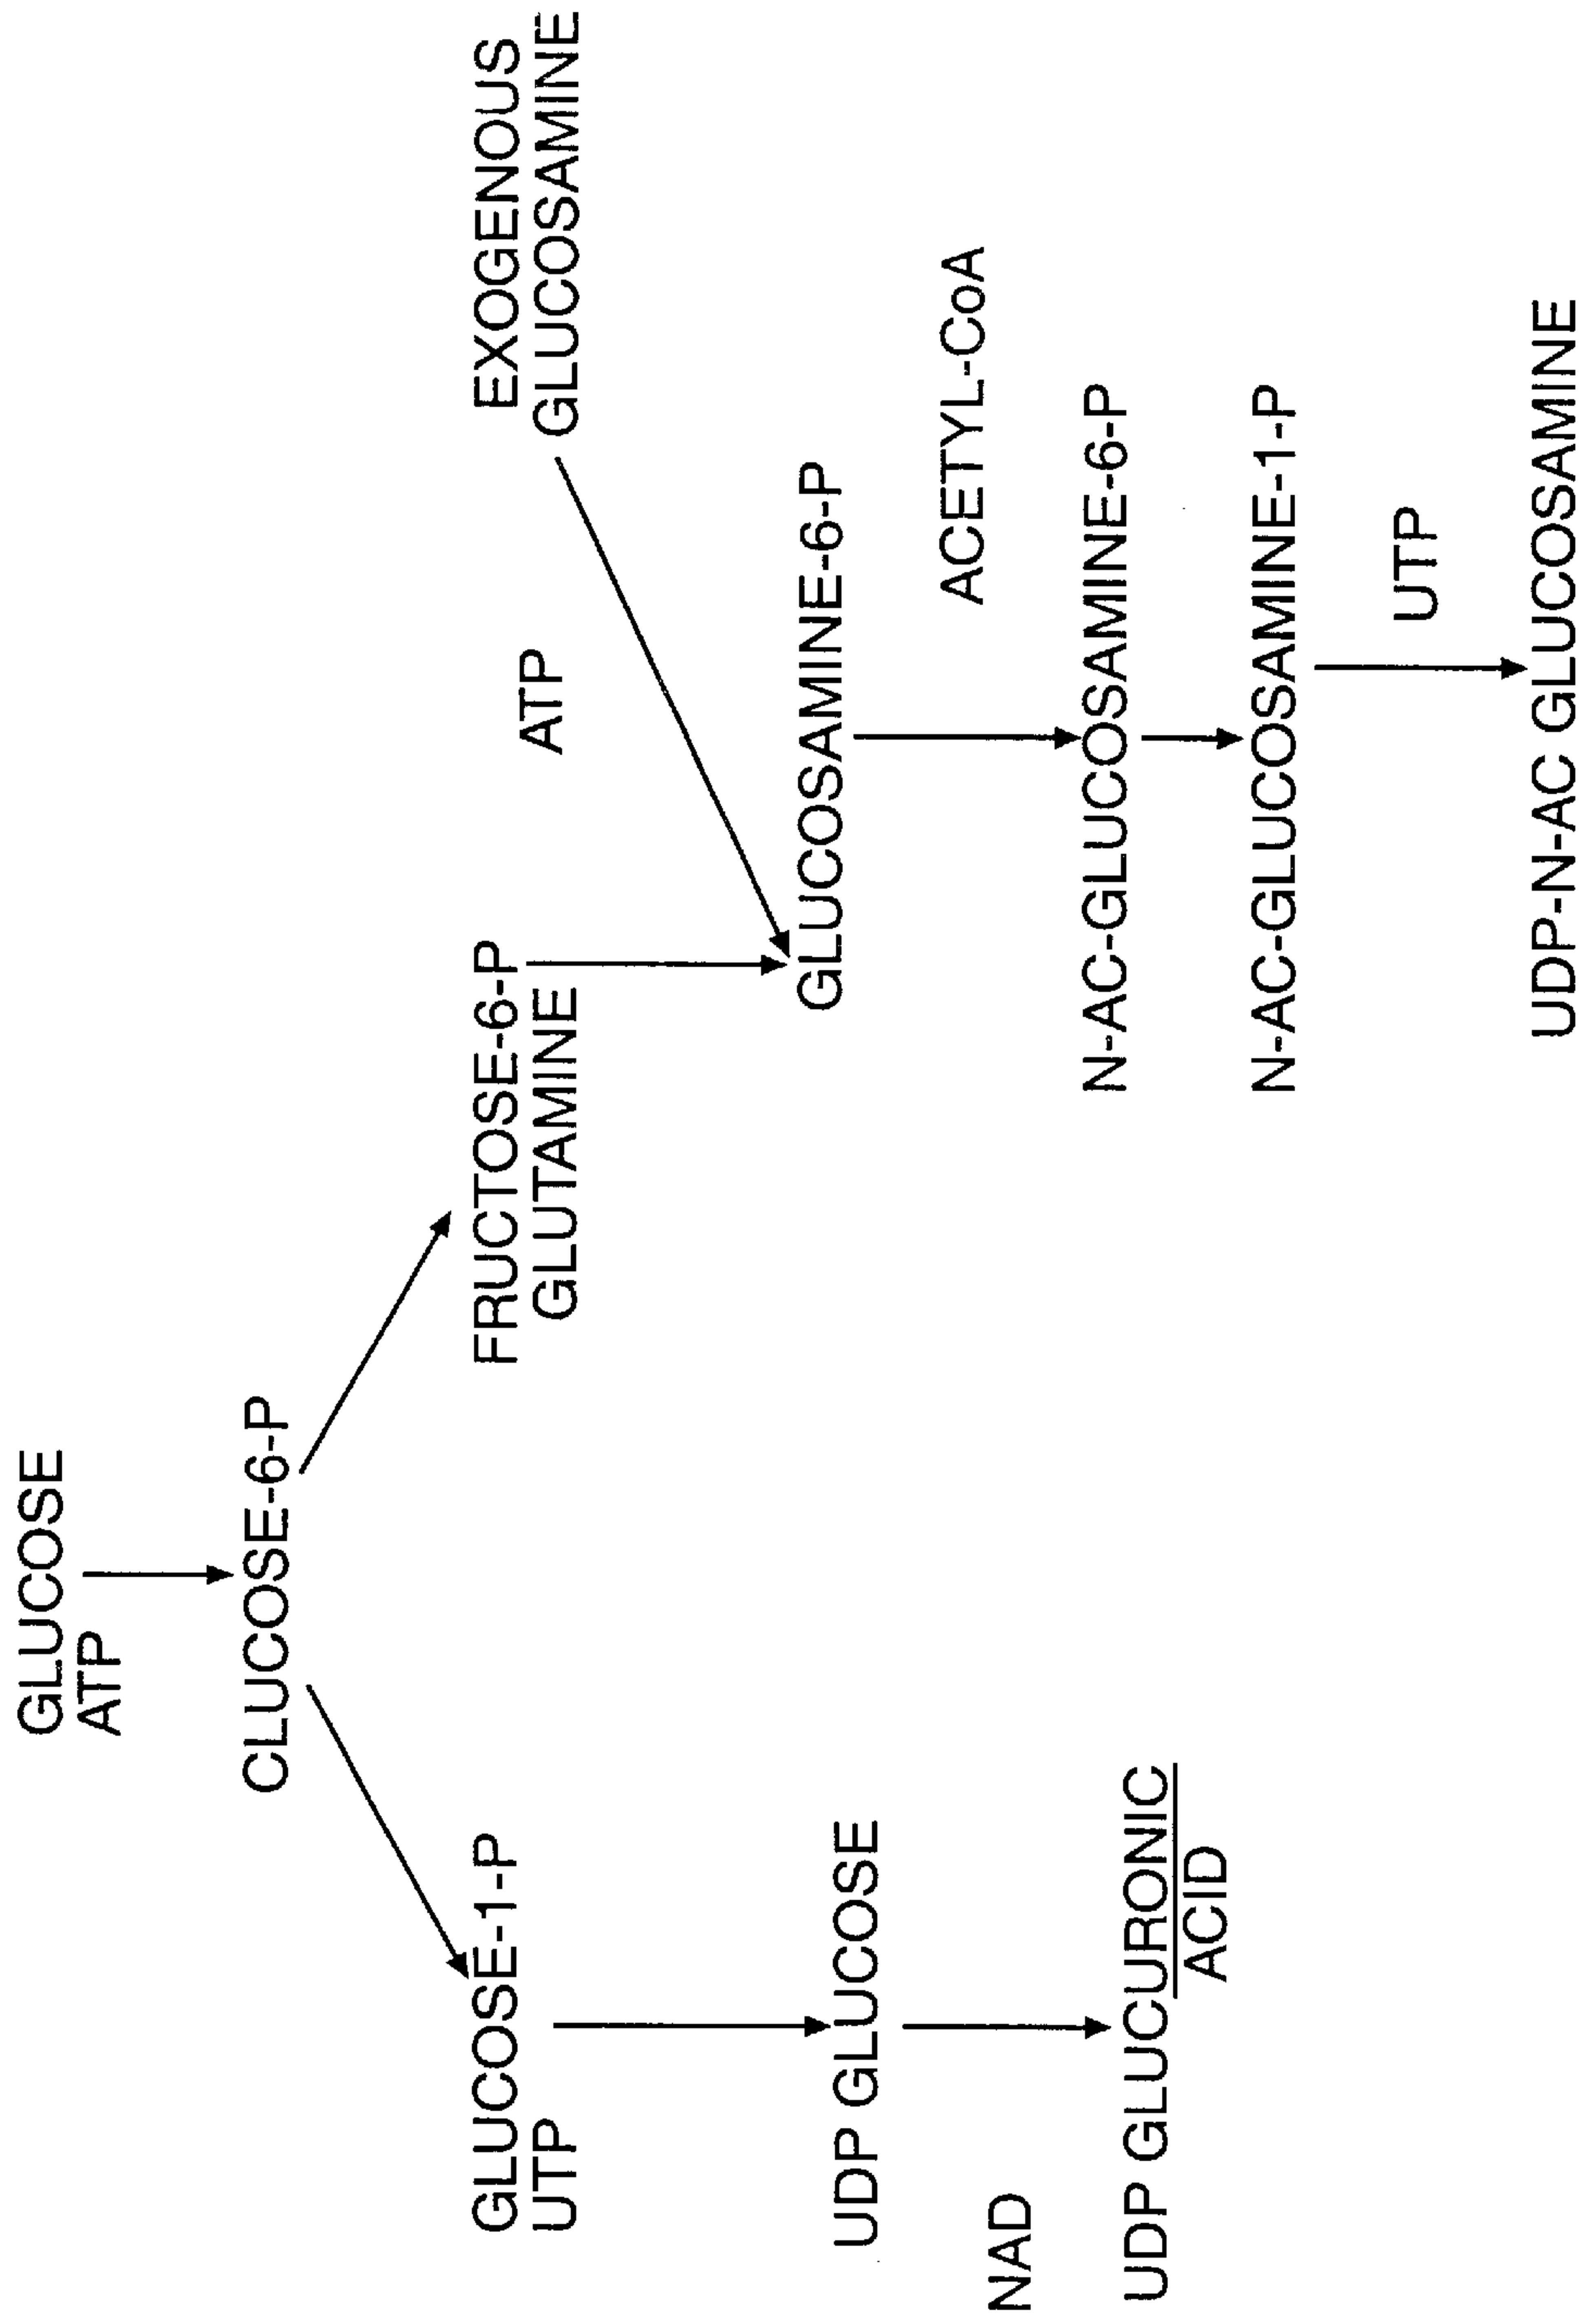 GLUCOSE
ATP
CLUCOSE-6-P
GLUCOSE-1-P
UTP
FRUCTOSE-6-P
GLUTAMINE
ATP
EXOGENOUS
GLUCOSAMINE
UDP GLUCOSE
GLUCOSAMINE-6-P
NAD
ACETYL-CoA
UDP GLUCURONIC
ACID
N-AC-GLUCOSAMINE-6-P
N-AC-GLUCOSAMINE-1-P
UTP
UDP-N-AC GLUCOSAMINE